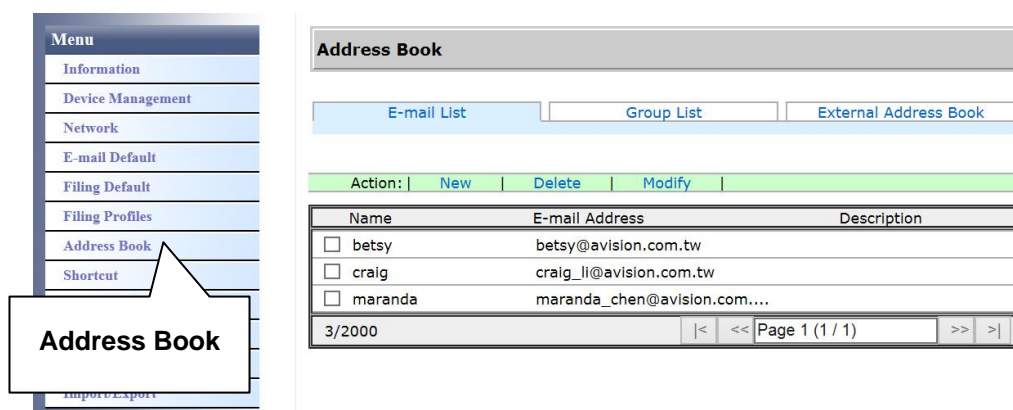 Menu
Information
Device Management
Network
E-mail Default
Filing Default
Filing Profiles
Address Book
Shortcut
Address Book
Import/Export
Address Book
E-mail List Group List External Address Book
Action: | New | Delete | Modify |
Name E-mail Address Description
betsy betsy@avision.com.tw
craig craig_li@avision.com.tw
maranda maranda_chen@avision.com....
3/2000 |< << Page 1 (1 / 1) >> >|